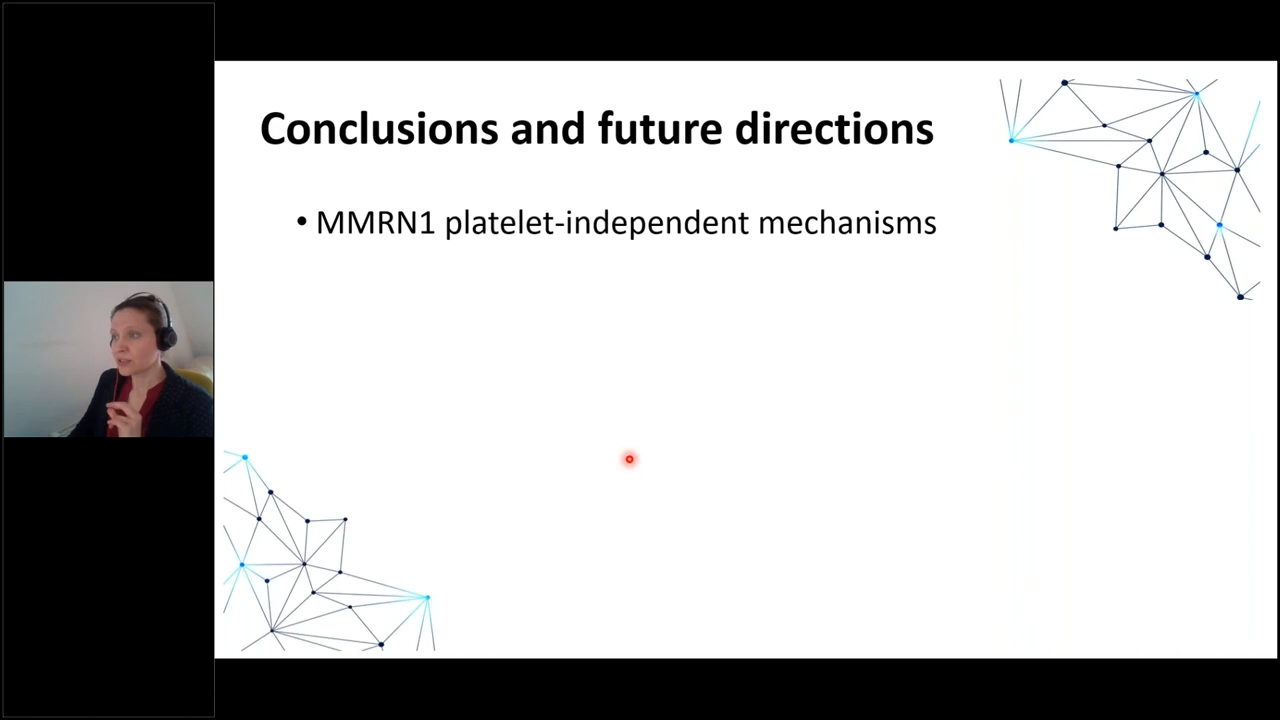 Conclusions and future directions
• MMRN1 platelet-independent mechanisms